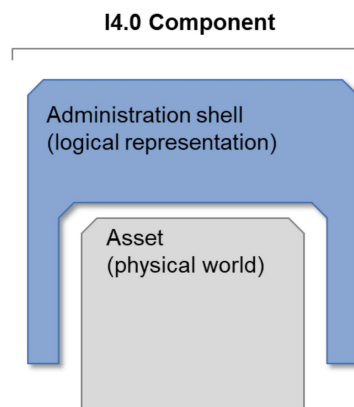 I4.0 Component
Administration shell
(logical representation)
Asset
(physical world)